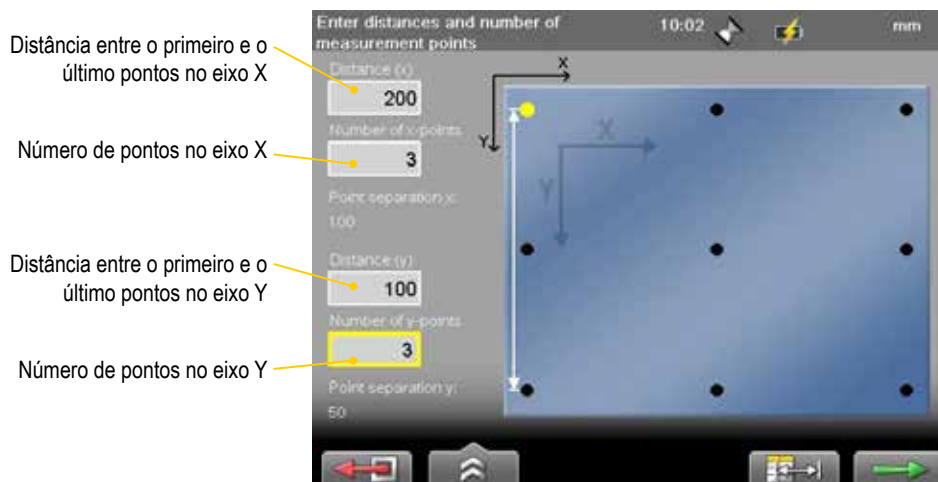 Enter distances and number of
measurement points
10:02
mm
Distância entre o primeiro e o
último pontos no eixo X
Número de pontos no eixo X
Distância entre o primeiro e o
último pontos no eixo Y
Número de pontos no eixo Y
Distance (x):
200
Number of x-points
3
Point separation x:
100
Distance (y):
100
Number of y-points
3
Point separation y:
50
X
Y
X
Y